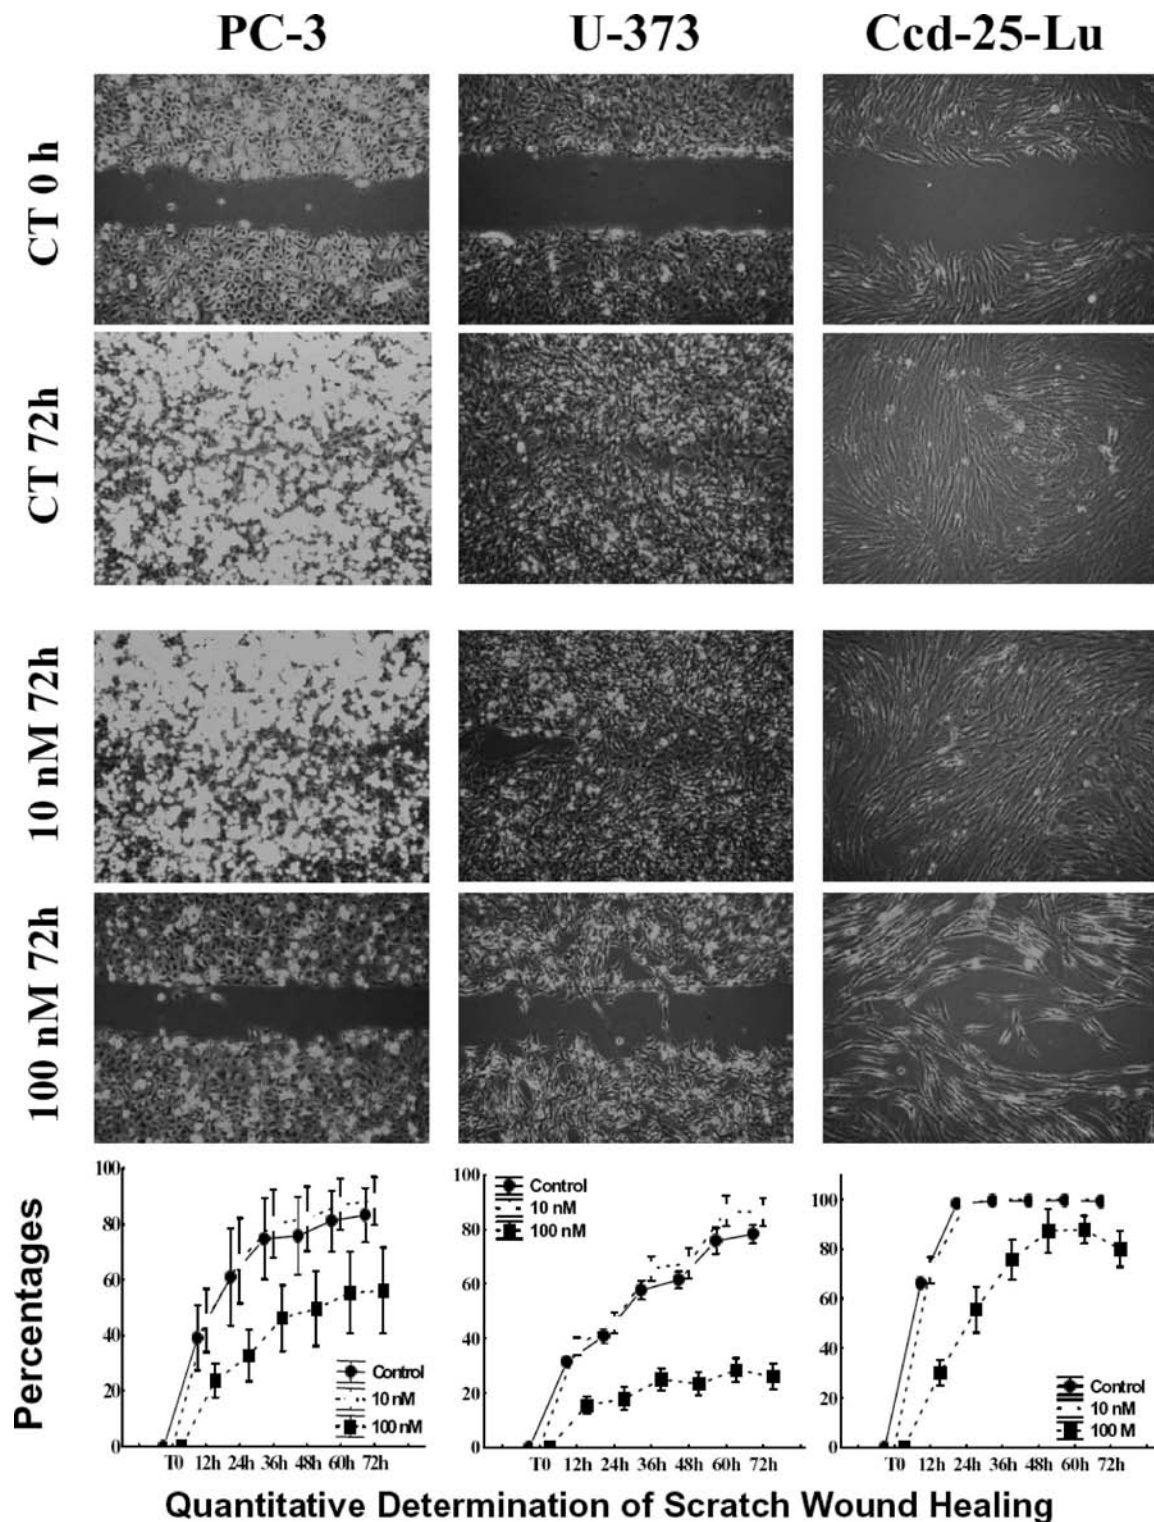 PC-3
U-373
Ccd-25-Lu
CT 0 h
CT 72h
10 nM 72h
100 nM 72h
Percentages
100
80
60
40
20
0
T0 12h 24h 36h 48h 60h 72h
Control
10 nM
100 nM
100
80
60
40
20
0
T0 12h 24h 36h 48h 60h 72h
Control
10 nM
100 nM
100
80
60
40
20
0
T0 12h 24h 36h 48h 60h 72h
Control
10 nM
100 M
Quantitative Determination of Scratch Wound Healing